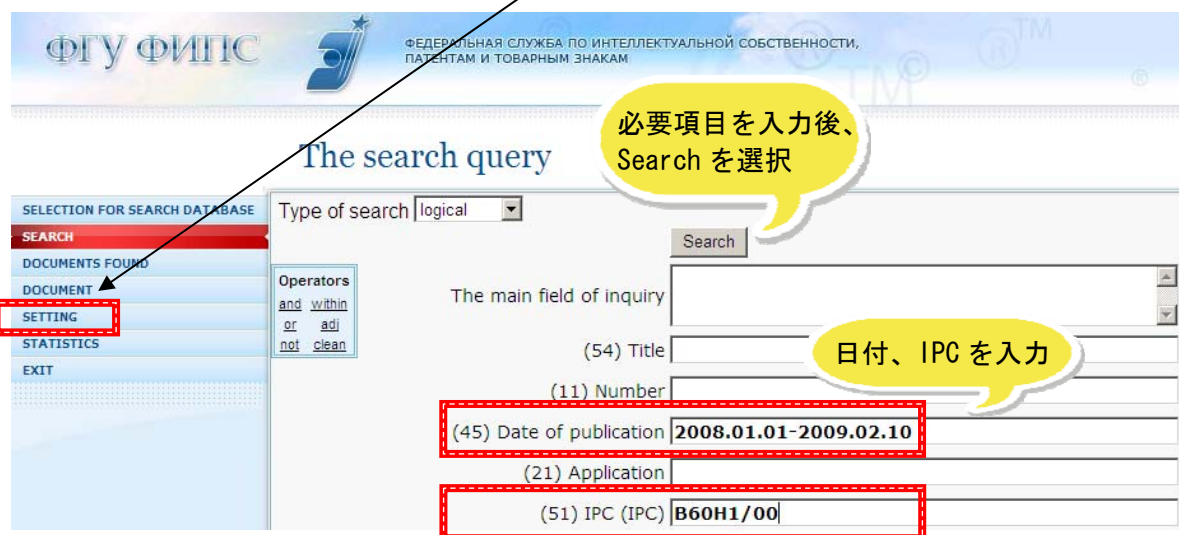 ФГУ ФИПС
ФЕДЕРАЛЬНАЯ СЛУЖБА ПО ИНТЕЛЛЕКТУАЛЬНОЙ СОБСТВЕННОСТИ,
ПАТЕНТАМ И ТОВАРНЫМ ЗНАКАМ
® TM
TM ©
®
The search query
必要項目を入力後、
Search を選択
SELECTION FOR SEARCH DATABASE
SEARCH
DOCUMENTS FOUND
DOCUMENT
SETTING
STATISTICS
EXIT
Type of search logical
Search
Operators
and within
or adj
not clean
The main field of inquiry
(54) Title
日付、IPC を入力
(11) Number
(45) Date of publication 2008.01.01-2009.02.10
(21) Application
(51) IPC (IPC) B60H1/00